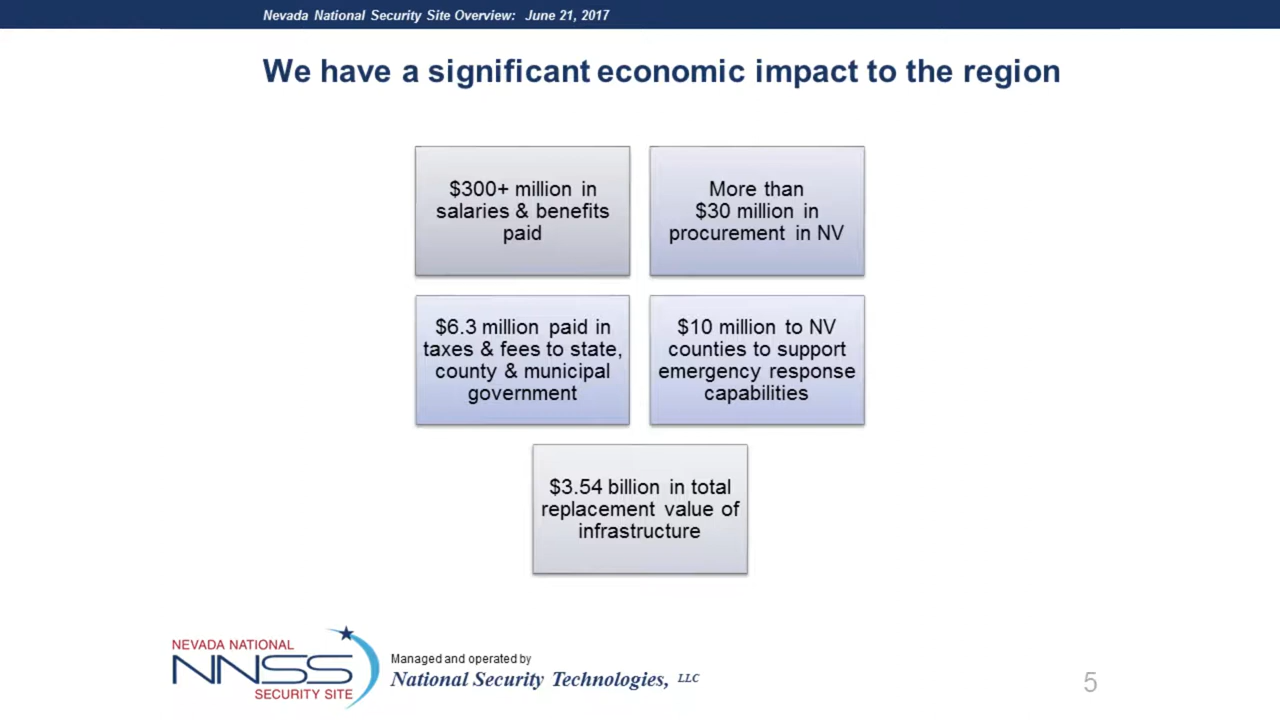 Nevada National Security Site Overview: June 21, 2017
We have a significant economic impact to the region
$300+ million in
salaries & benefits
paid
More than
$30 million in
procurement in NV
$6.3 million paid in
taxes & fees to state,
county & municipal
government
$10 million to NV
counties to support
emergency response
capabilities
$3.54 billion in total
replacement value of
infrastructure
NEVADA NATIONAL
NNSS
SECURITY SITE
Managed and operated by
National Security Technologies, LLC
5